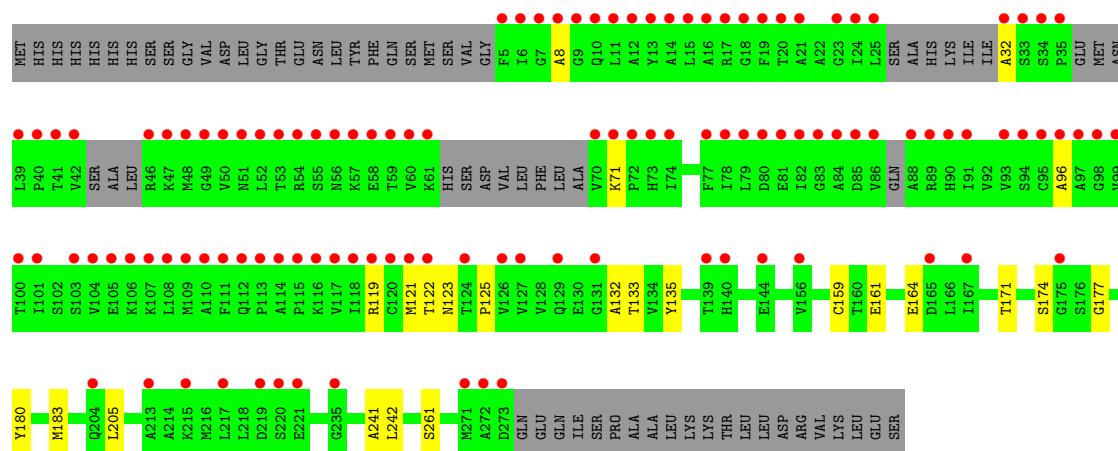 MET HIS HIS HIS HIS HIS HIS SER SER GLY VAL ASP LEU GLY THR GLU ASN LEU TYR PHE GLN SER MET SER VAL GLY F5 I6 G7 A8 G9 Q10 L11 A12 Y13 A14 L15 A16 R17 G18 F19 T20 A21 A22 G23 I24 L25 SER ALA HIS LYS ILE ILE A32 S33 S34 P35 GLU MET ASN
L39 P40 T41 V42 SER ALA LEU R46 K47 M48 G49 V50 N51 L52 T53 R54 S55 N56 K57 E58 T59 V60 K61 HIS SER ASP VAL LEU PHE LEU ALA V70 K71 P72 H73 I74 F77 I78 L79 D80 E81 I82 G83 A84 D85 V86 GLN A88 R89 H90 I91 V92 V93 S94 C95 A96 A97 G98 V99
T100 I101 S102 S103 V104 E105 K106 K107 L108 M109 A110 F111 Q112 P113 A114 P115 K116 V117 I118 R119 C120 M121 T122 N123 T124 P125 V126 V127 V128 Q129 E130 G131 A132 T133 V134 Y135 T139 H140 E144 V156 C159 T160 E161 E164 D165 L166 I167 T171 S174 G175 S176 G177
Y180 M183 Q204 L205 A213 A214 K215 M216 L217 L218 D219 S220 E221 G235 A241 L242 S261 M271 A272 D273 GLN GLU GLN ILE SER PRO ALA ALA LEU LYS LYS THR LEU LEU ASP ARG VAL LYS LEU GLU SER